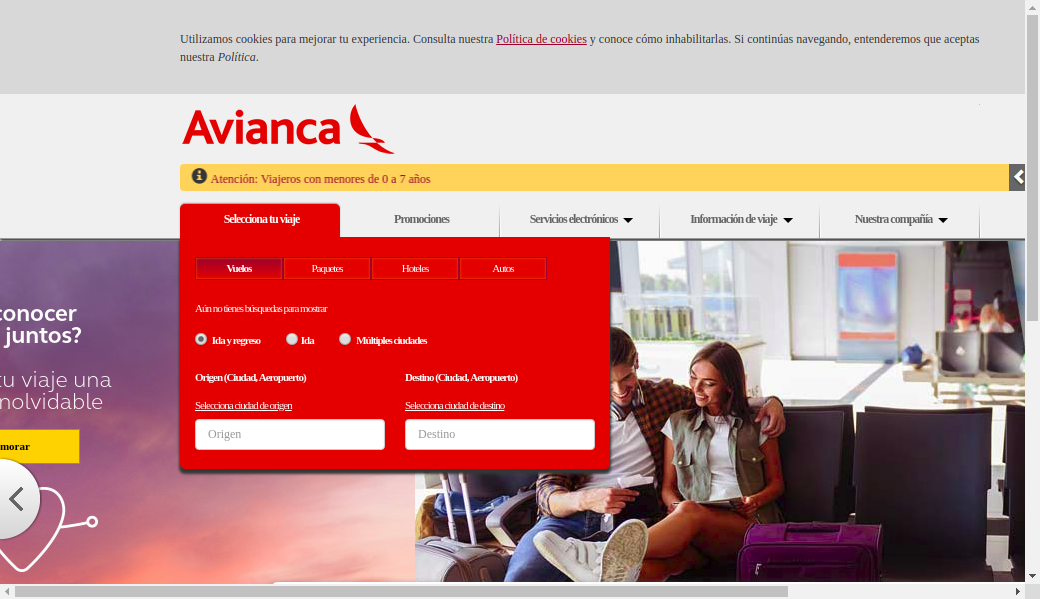 Utilizamos cookies para mejorar tu experiencia. Consulta nuestra Política de cookies y conoce cómo inhabilitarlas. Si continúas navegando, entenderemos que aceptas
nuestra Política.
Avianca
Atención: Viajeros con menores de 0 a 7 años
Selecciona tu viaje
Promociones
Servicios electrónicos
Información de viaje
Nuestra compañía
Vuelos
Paquetes
Hoteles
Autos
conocer
juntos?
tu viaje una
nolvidable
morar
Aún no tienes búsquedas para mostrar
Ida y regreso
Ida
Múltiples ciudades
Origen (Ciudad, Aeropuerto)
Destino (Ciudad, Aeropuerto)
Selecciona ciudad de origen
Selecciona ciudad de destino
Origen
Destino